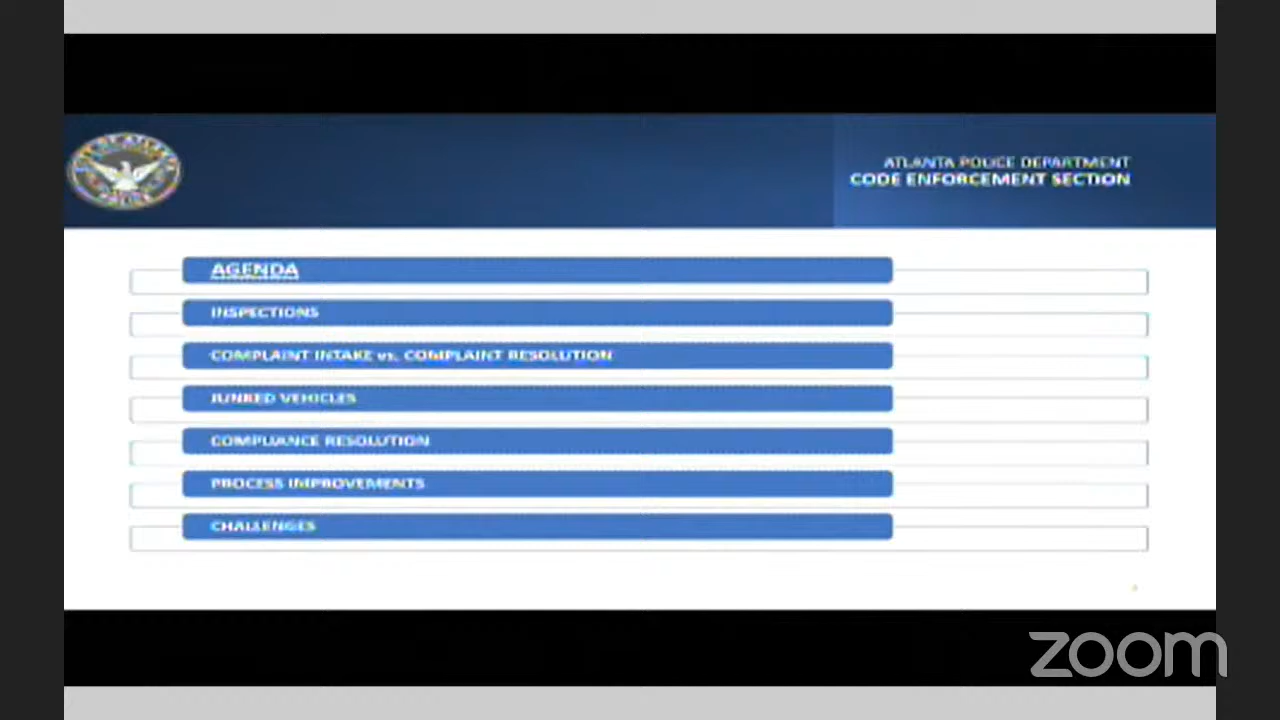 ATLANTA POLICE DEPARTMENT
CODE ENFORCEMENT SECTION
AGENDA
INSPECTIONS
COMPLAINT INTAKE vs. COMPLAINT RESOLUTION
JUNKED VEHICLES
COMPLIANCE RESOLUTION
PROCESS IMPROVEMENTS
CHALLENGES
zoom